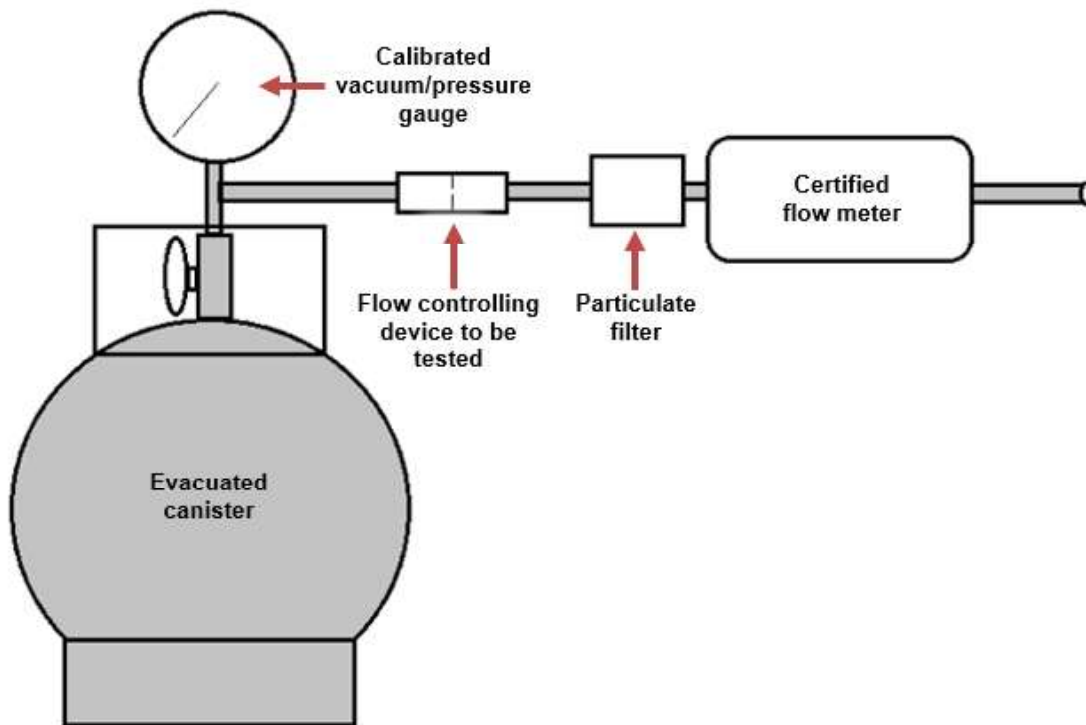 Calibrated
vacuum/pressure
gauge
Certified
flow meter
Flow controlling
device to be
tested
Particulate
filter
Evacuated
canister